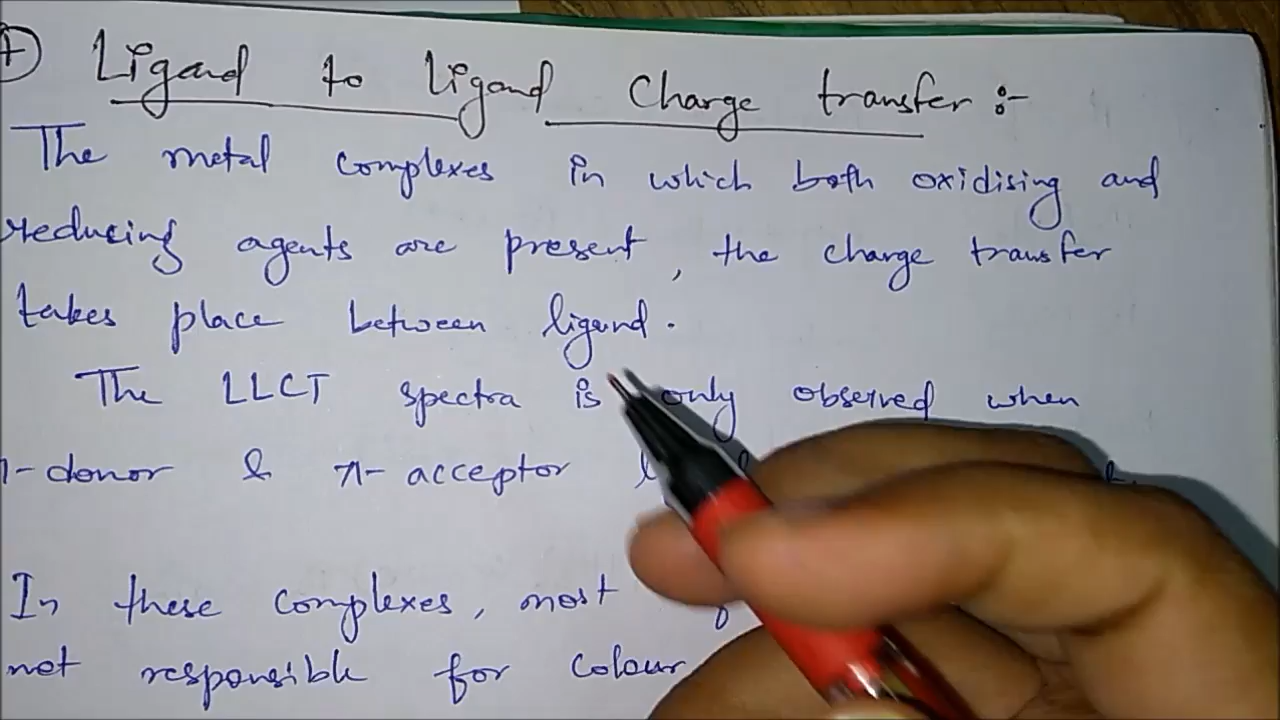 Ligand to Ligand Charge transfer :-
The metal complexes in which both oxidising and
reducing agents are present, the charge transfer
takes place between ligand.
The LLCT spectra is only observed when
π-donor & π-acceptor
In these complexes, most
not responsible for colour